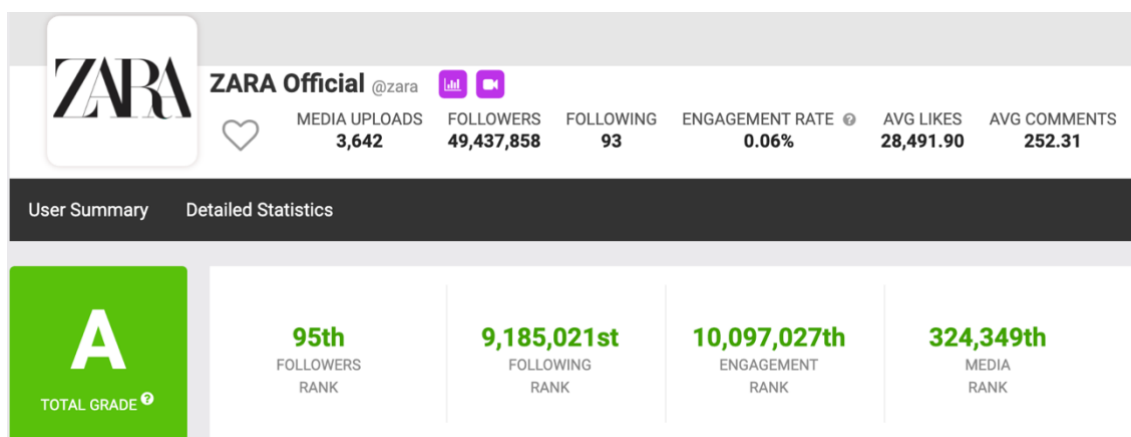 ZARA
ZARA Official @zara
MEDIA UPLOADS FOLLOWERS FOLLOWING ENGAGEMENT RATE ? AVG LIKES AVG COMMENTS
3,642 49,437,858 93 0.06% 28,491.90 252.31
User Summary Detailed Statistics
A
TOTAL GRADE ?
95th 9,185,021st 10,097,027th 324,349th
FOLLOWERS FOLLOWING ENGAGEMENT MEDIA
RANK RANK RANK RANK